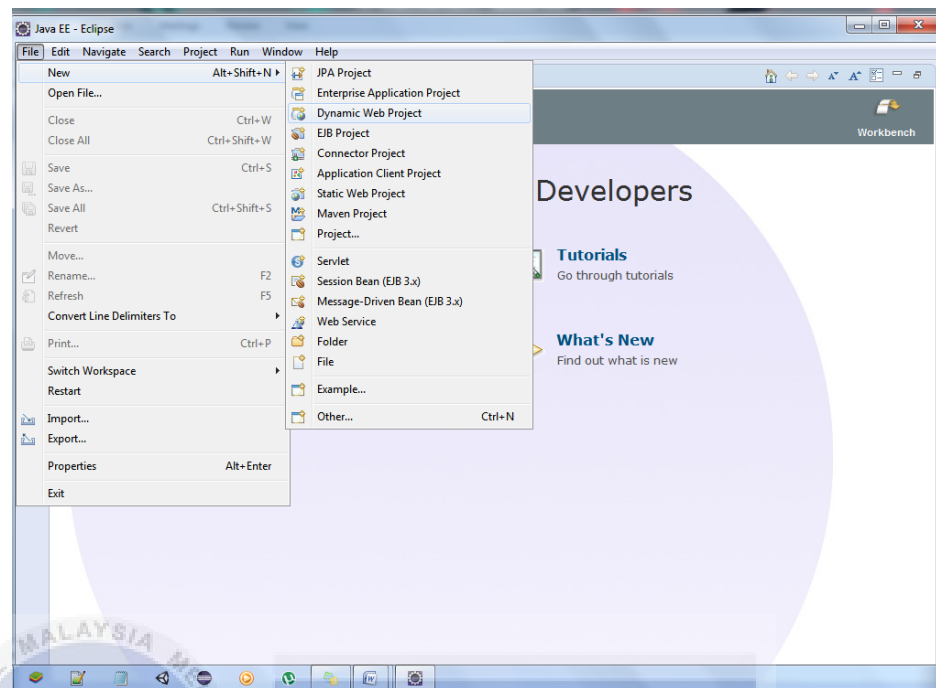 Java EE - Eclipse
File Edit Navigate Search Project Run Window Help
New Alt+Shift+N
Open File...
Close Ctrl+W
Close All Ctrl+Shift+W
Save Ctrl+S
Save As...
Save All Ctrl+Shift+S
Revert
Move...
Rename... F2
Refresh F5
Convert Line Delimiters To
Print... Ctrl+P
Switch Workspace
Restart
Import...
Export...
Properties Alt+Enter
Exit
JPA Project
Enterprise Application Project
Dynamic Web Project
EJB Project
Connector Project
Application Client Project
Static Web Project
Maven Project
Project...
Servlet
Session Bean (EJB 3.x)
Message-Driven Bean (EJB 3.x)
Web Service
Folder
File
Example...
Other... Ctrl+N
Workbench
Developers
Tutorials
Go through tutorials
What's New
Find out what is new
MALAYSIA